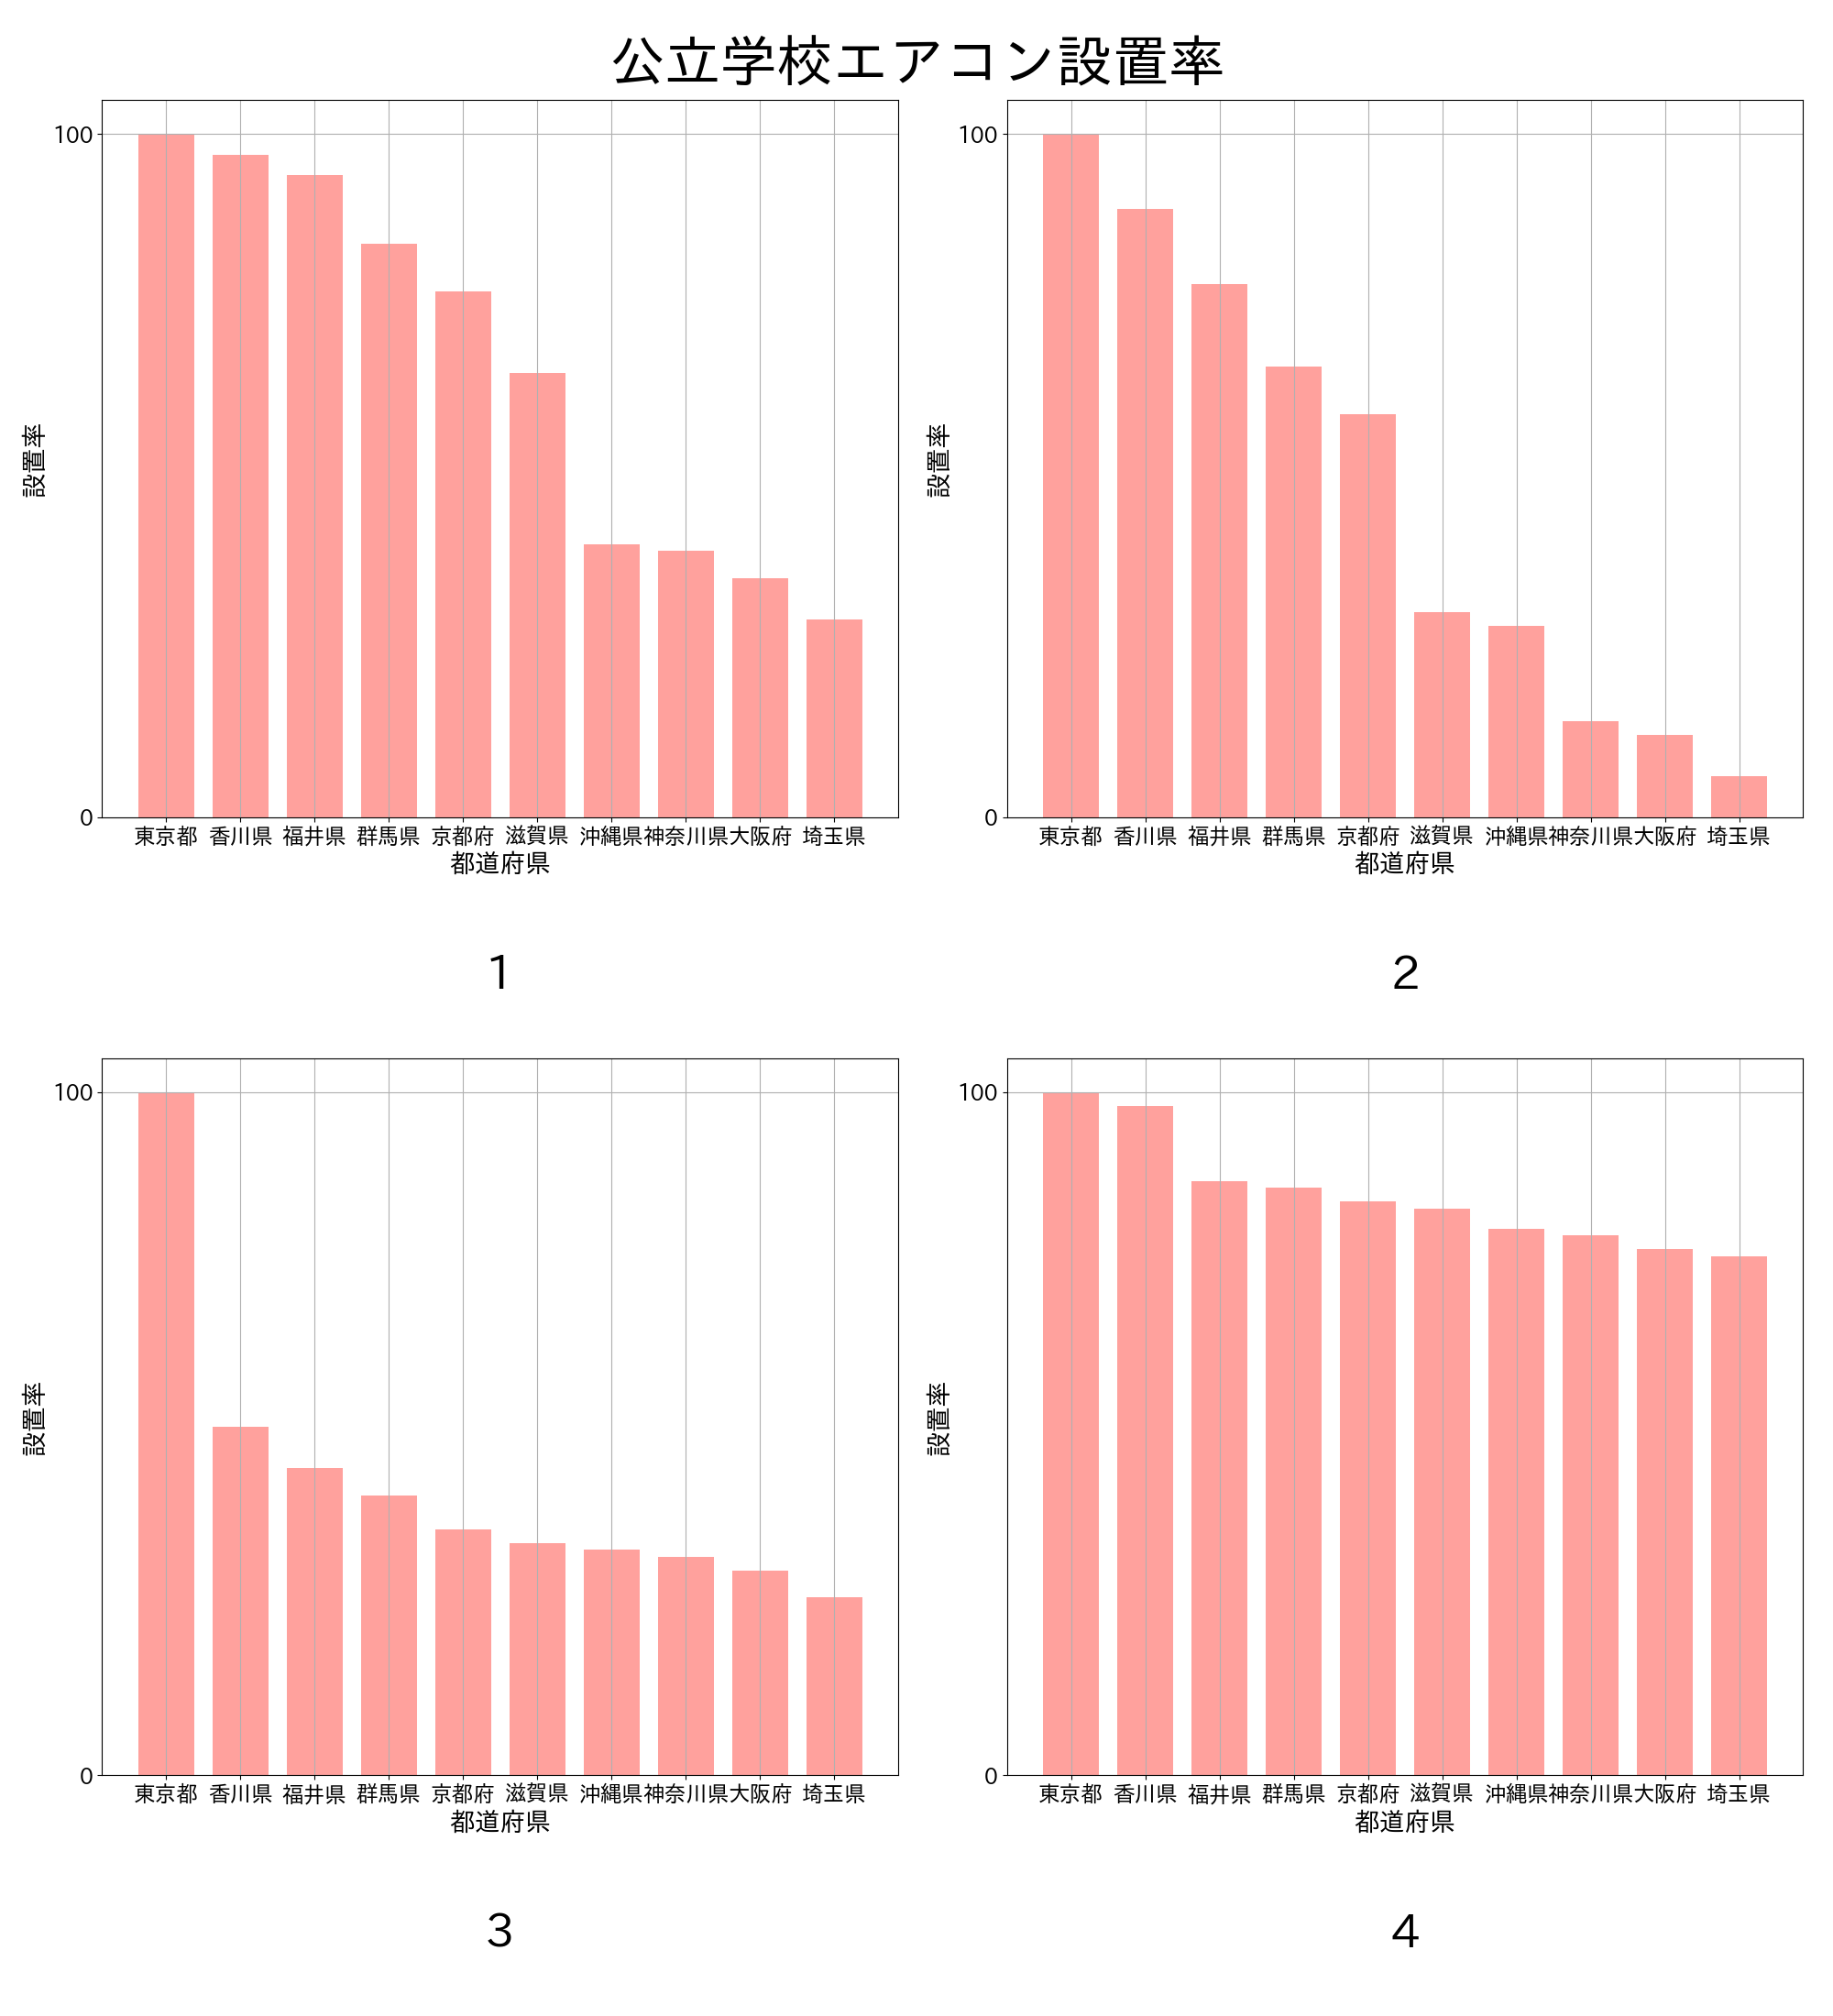 公立学校エアコン設置率
100
0
設置率
東京都 香川県 福井県 群馬県 京都府 滋賀県 沖縄県 神奈川県 大阪府 埼玉県
都道府県
1
100
0
設置率
東京都 香川県 福井県 群馬県 京都府 滋賀県 沖縄県 神奈川県 大阪府 埼玉県
都道府県
2
100
0
設置率
東京都 香川県 福井県 群馬県 京都府 滋賀県 沖縄県 神奈川県 大阪府 埼玉県
都道府県
3
100
0
設置率
東京都 香川県 福井県 群馬県 京都府 滋賀県 沖縄県 神奈川県 大阪府 埼玉県
都道府県
4